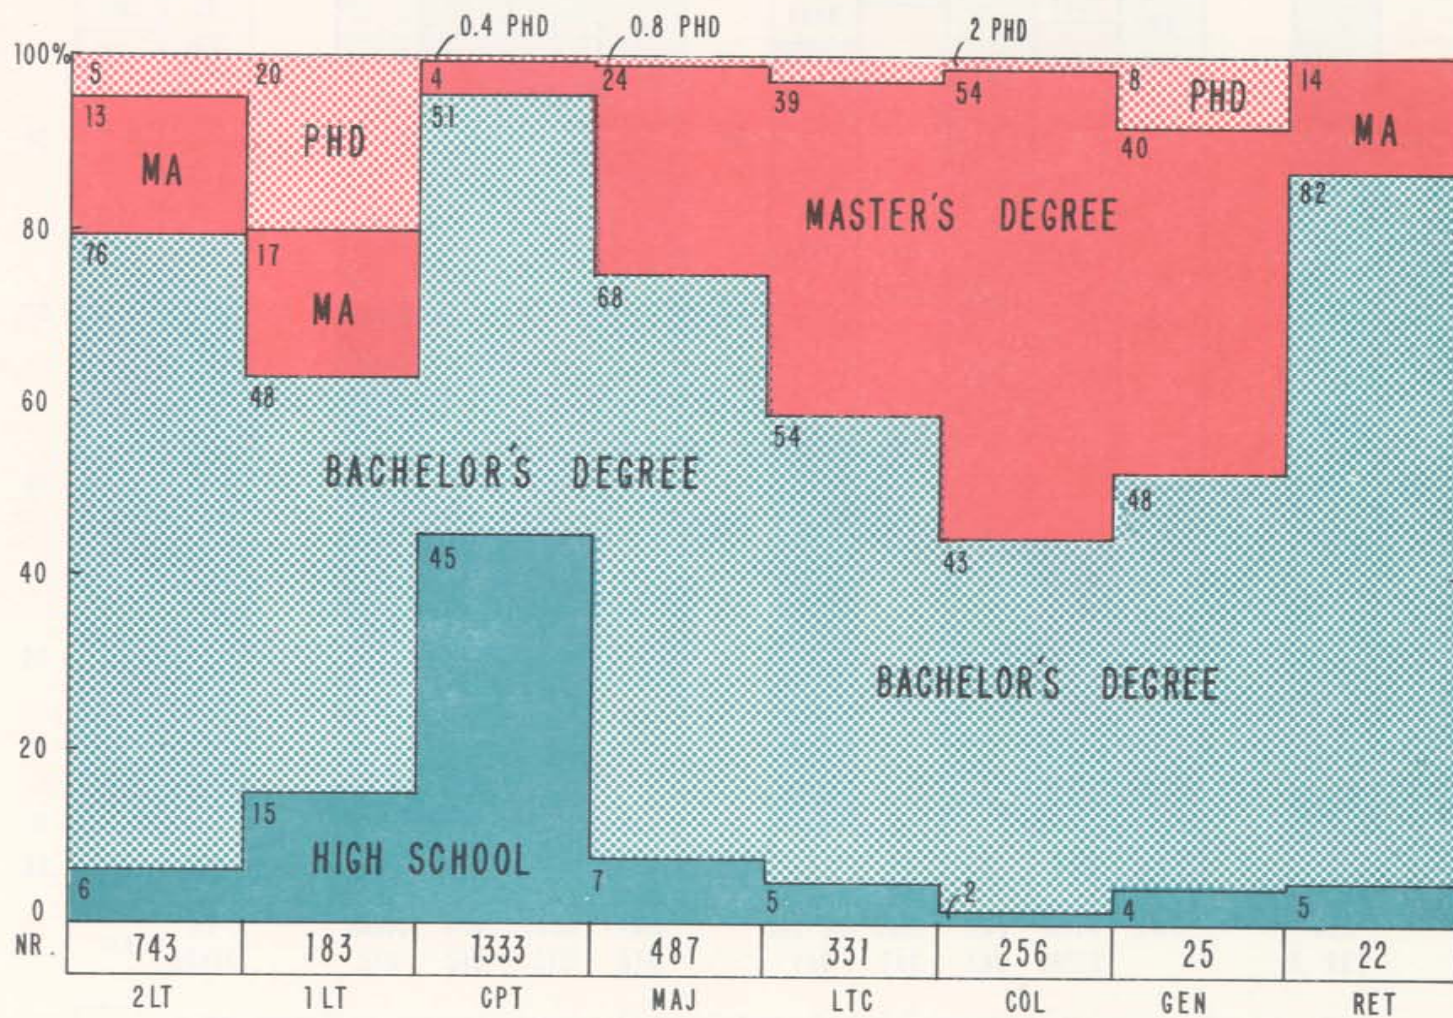 0.4 PHD 0.8 PHD 2 PHD
100%
5 20 4 24 39 54 8 PHD 14
13 MA PHD 51 40 MA
MASTER'S DEGREE 82
80
76 17 MA 68
60
48 54
BACHELOR'S DEGREE 48
45 43
40
BACHELOR'S DEGREE
20
15
HIGH SCHOOL
6 7 5 2 4 5
0
NR. 743 183 1333 487 331 256 25 22
2LT 1LT CPT MAJ LTC COL GEN RET